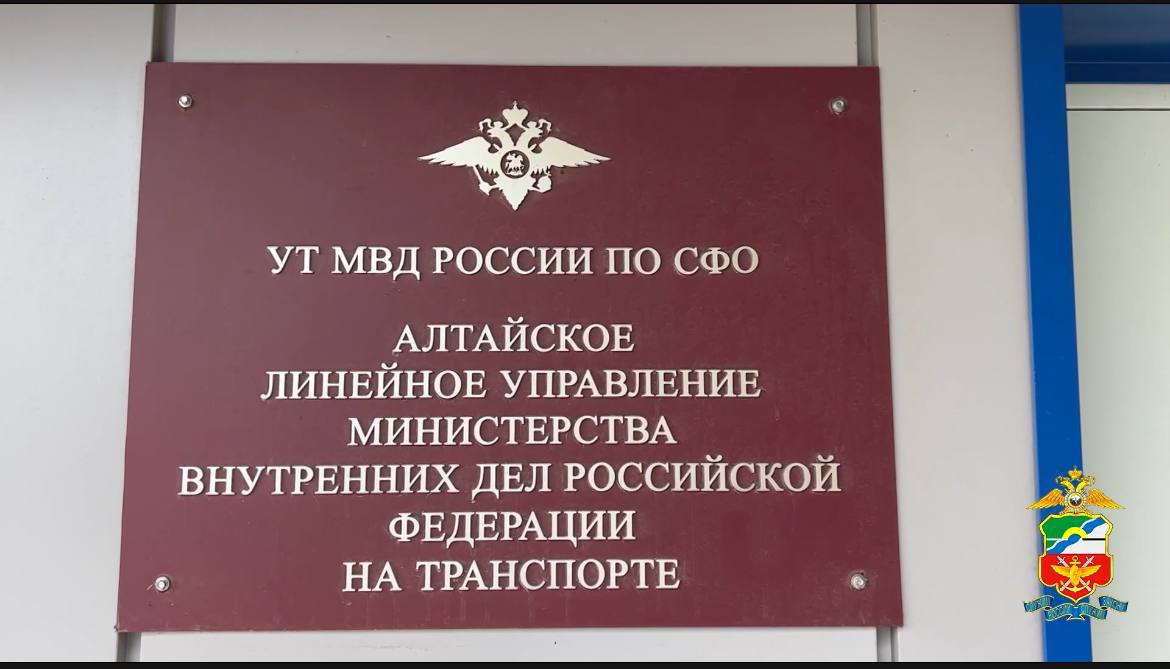 УТ МВД РОССИИ ПО СФО
АЛТАЙСКОЕ
ЛИНЕЙНОЕ УПРАВЛЕНИЕ
МИНИСТЕРСТВА
ВНУТРЕННИХ ДЕЛ РОССИЙСКОЙ
ФЕДЕРАЦИИ
НА ТРАНСПОРТЕ